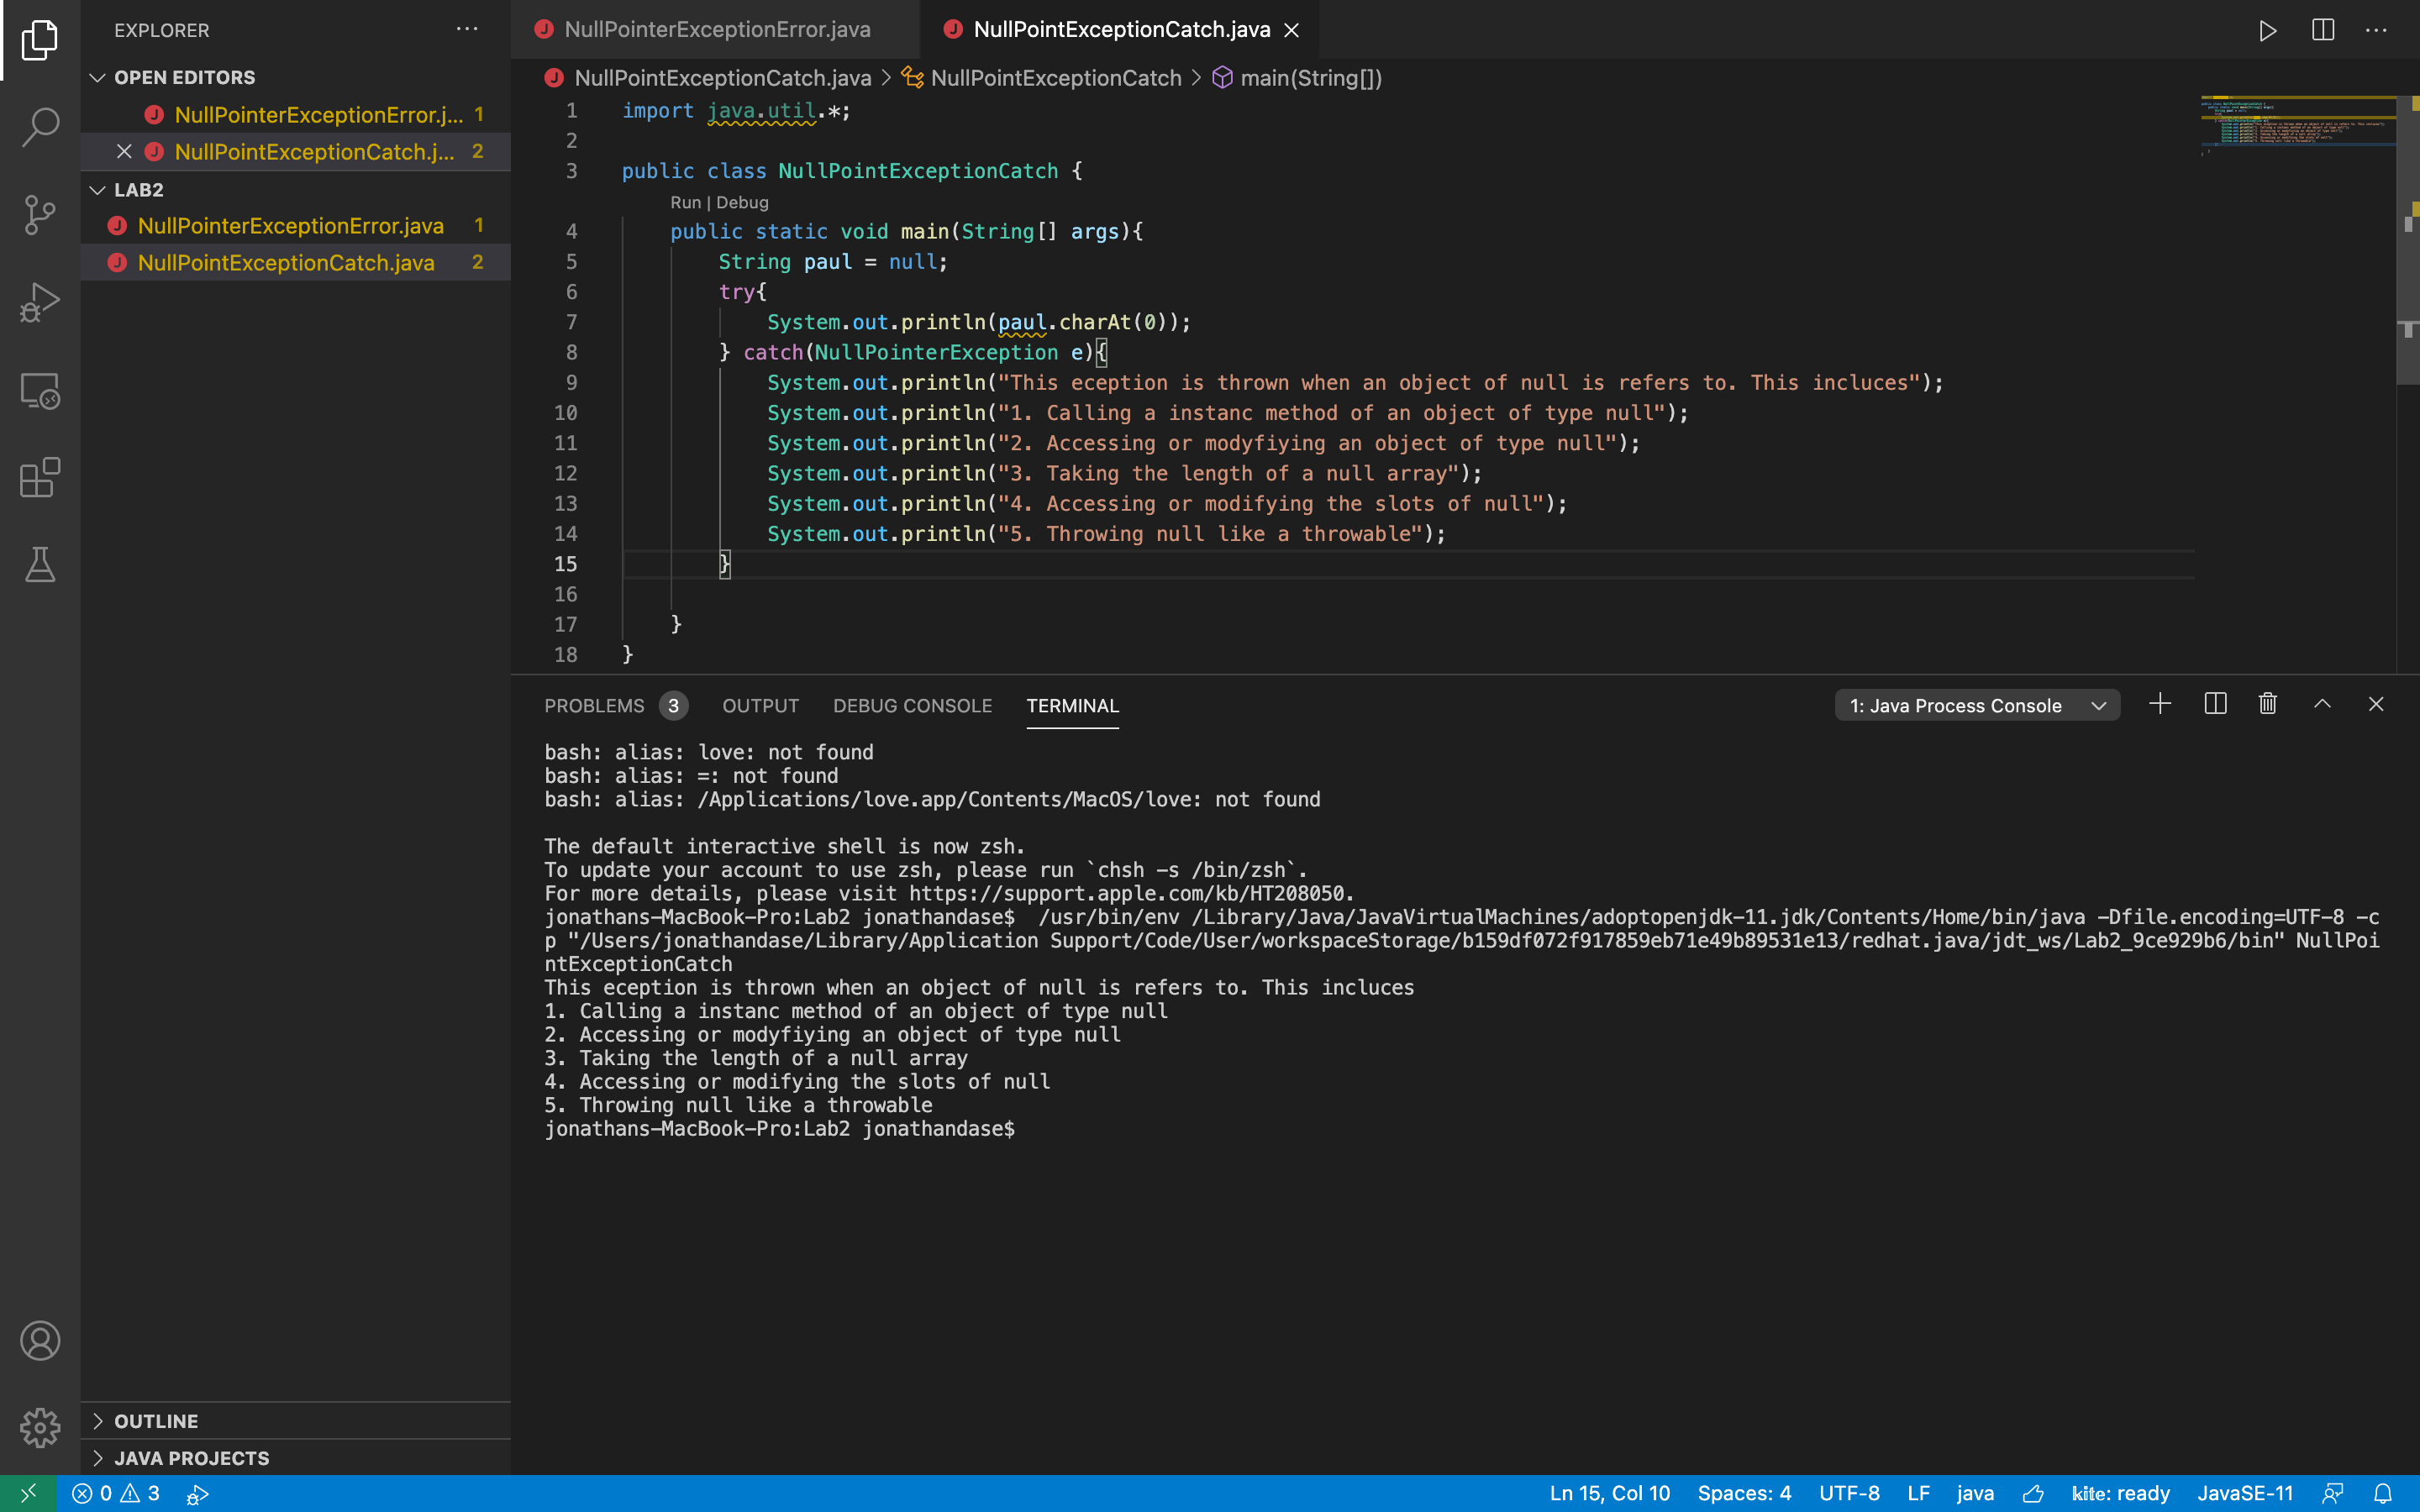 EXPLORER
OPEN EDITORS
NullPointerExceptionError.j... 1
NullPointExceptionCatch.j... 2
LAB2
NullPointerExceptionError.java 1
NullPointExceptionCatch.java 2
OUTLINE
JAVA PROJECTS
NullPointerExceptionError.java
NullPointExceptionCatch.java
NullPointExceptionCatch.java > NullPointExceptionCatch > main(String[])
1 import java.util.*;
2
3 public class NullPointExceptionCatch {
Run | Debug
4 public static void main(String[] args){
5 String paul = null;
6 try{
7 System.out.println(paul.charAt(0));
8 } catch(NullPointerException e){
9 System.out.println("This eception is thrown when an object of null is refers to. This incluces");
10 System.out.println("1. Calling a instanc method of an object of type null");
11 System.out.println("2. Accessing or modyfiying an object of type null");
12 System.out.println("3. Taking the length of a null array");
13 System.out.println("4. Accessing or modifying the slots of null");
14 System.out.println("5. Throwing null like a throwable");
15 }
16
17 }
18 }
PROBLEMS 3 OUTPUT DEBUG CONSOLE TERMINAL 1: Java Process Console
bash: alias: love: not found
bash: alias: =: not found
bash: alias: /Applications/love.app/Contents/MacOS/love: not found
The default interactive shell is now zsh.
To update your account to use zsh, please run `chsh -s /bin/zsh`.
For more details, please visit https://support.apple.com/kb/HT208050.
jonathans-MacBook-Pro:Lab2 jonathandase$  /usr/bin/env /Library/Java/JavaVirtualMachines/adoptopenjdk-11.jdk/Contents/Home/bin/java -Dfile.encoding=UTF-8 -c
p "/Users/jonathandase/Library/Application Support/Code/User/workspaceStorage/b159df072f917859eb71e49b89531e13/redhat.java/jdt_ws/Lab2_9ce929b6/bin" NullPoi
ntExceptionCatch
This eception is thrown when an object of null is refers to. This incluces
1. Calling a instanc method of an object of type null
2. Accessing or modyfiying an object of type null
3. Taking the length of a null array
4. Accessing or modifying the slots of null
5. Throwing null like a throwable
jonathans-MacBook-Pro:Lab2 jonathandase$
0 3 Ln 15, Col 10 Spaces: 4 UTF-8 LF java kite: ready JavaSE-11